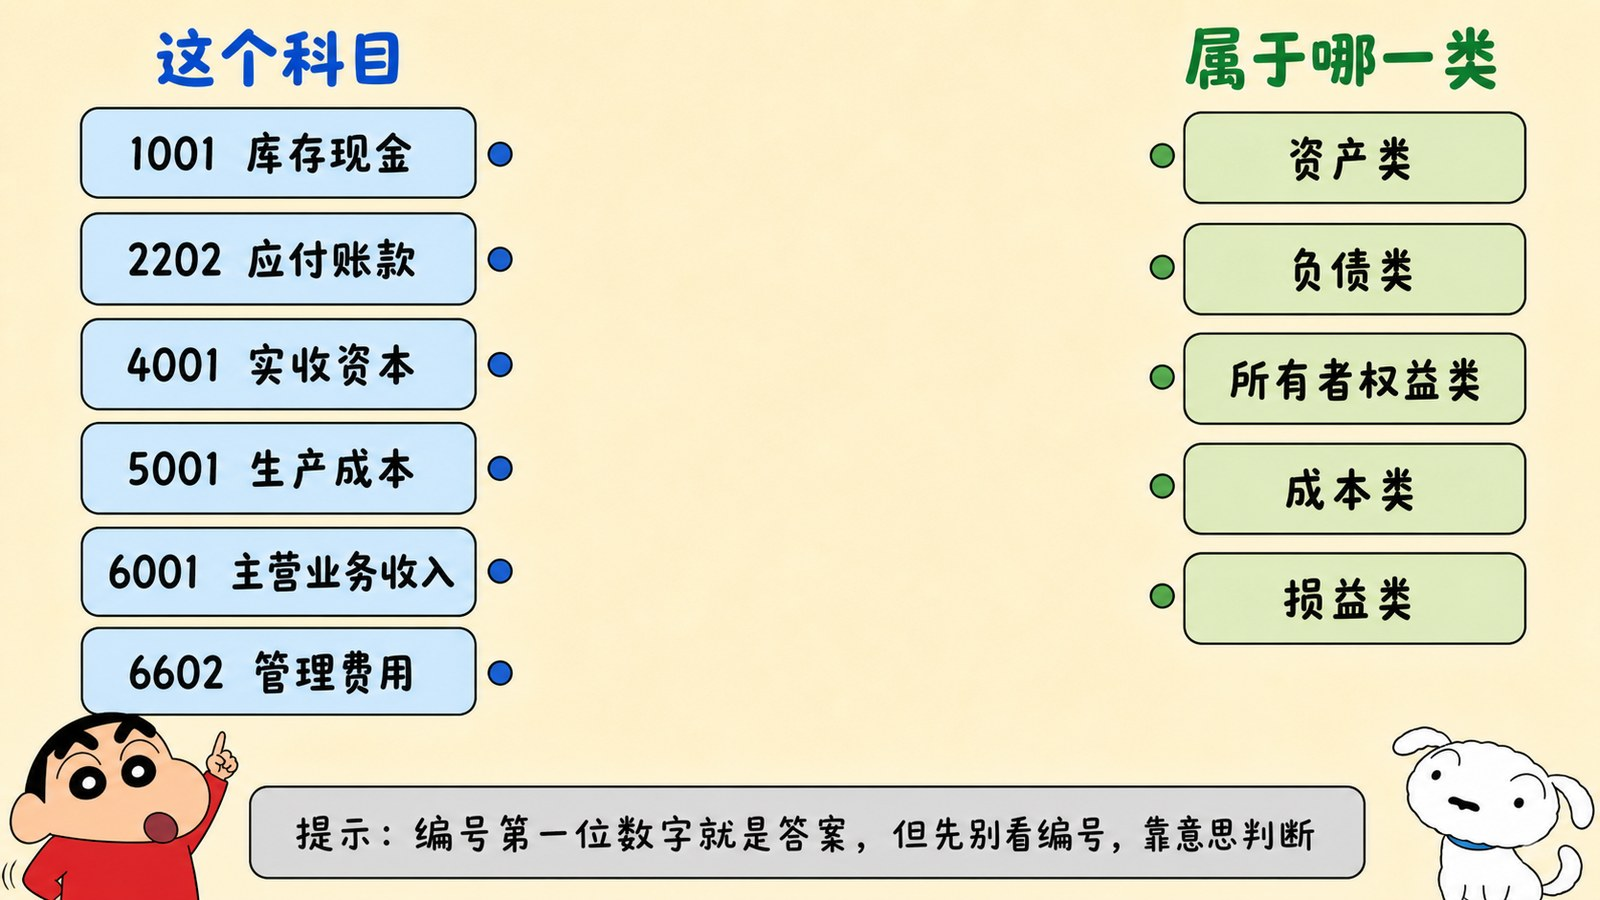 这个科目
1001 库存现金
2202 应付账款
4001 实收资本
5001 生产成本
6001 主营业务收入
6602 管理费用
属于哪一类
资产类
负债类
所有者权益类
成本类
损益类
提示：编号第一位数字就是答案，但先别看编号，靠意思判断